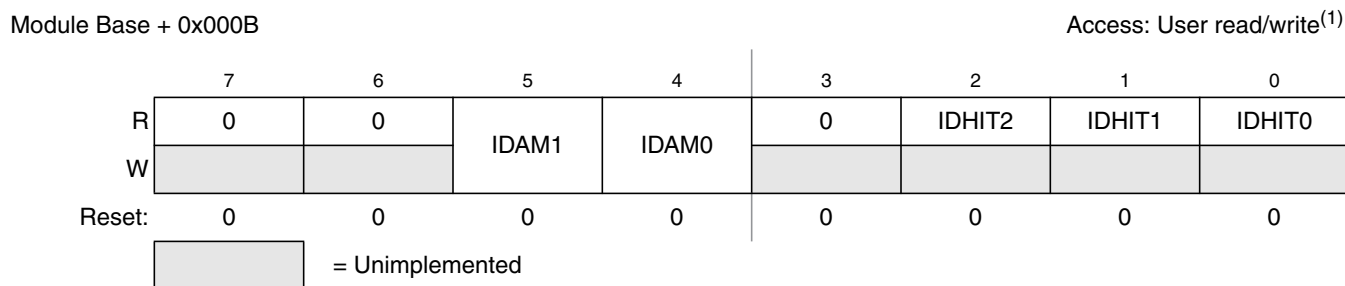 Module Base + 0x000B Access: User read/write(1)
7 6 5 4 3 2 1 0
R 0 0 IDAM1 IDAM0 0 IDHIT2 IDHIT1 IDHIT0
W
Reset: 0 0 0 0 0 0 0 0
= Unimplemented